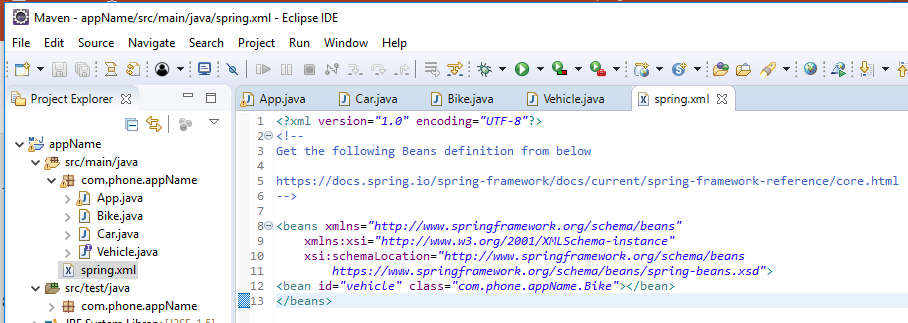 Maven - appName/src/main/java/spring.xml - Eclipse IDE
File Edit Source Navigate Search Project Run Window Help
Project Explorer
App.java Car.java Bike.java Vehicle.java spring.xml
appName
src/main/java
com.phone.appName
App.java
Bike.java
Car.java
Vehicle.java
spring.xml
src/test/java
com.phone.appName
1 <?xml version="1.0" encoding="UTF-8"?>
2 <!--
3 Get the following Beans definition from below
4
5 https://docs.spring.io/spring-framework/docs/current/spring-framework-reference/core.html
6 -->
7
8 <beans xmlns="http://www.springframework.org/schema/beans"
9 xmlns:xsi="http://www.w3.org/2001/XMLSchema-instance"
10 xsi:schemaLocation="http://www.springframework.org/schema/beans
11 https://www.springframework.org/schema/beans/spring-beans.xsd">
12 <bean id="vehicle" class="com.phone.appName.Bike"></bean>
13 </beans>